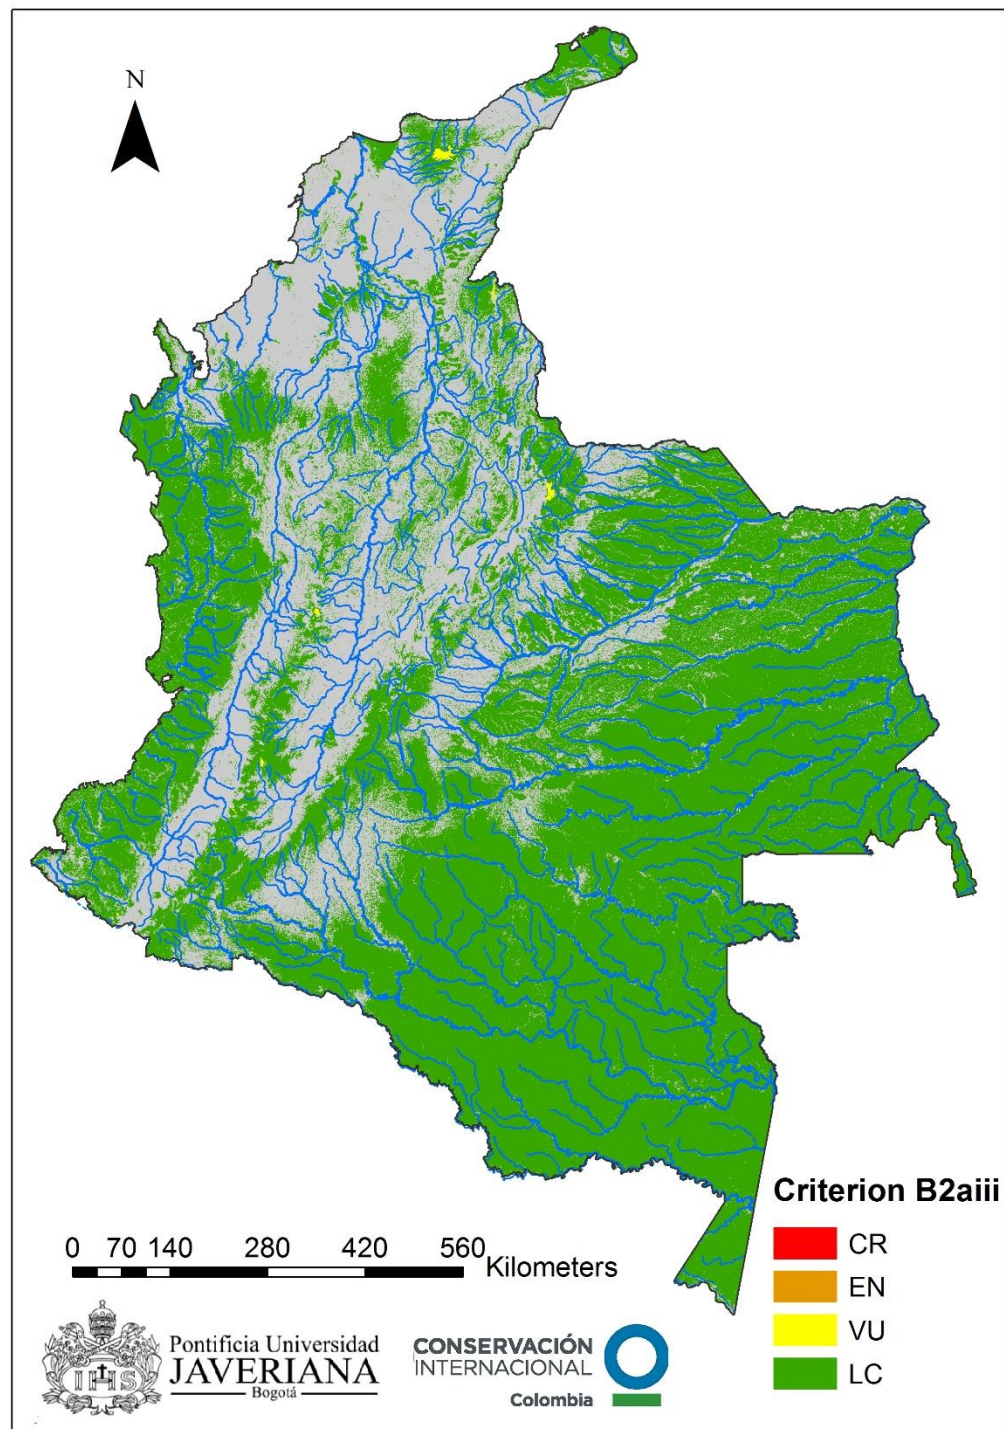 N
Criterion B2aiii
CR
EN
VU
LC
0 70 140 280 420 560
Kilometers
IHS
Pontificia Universidad
JAVERIANA
Bogotá
CONSERVACIÓN
INTERNACIONAL
Colombia